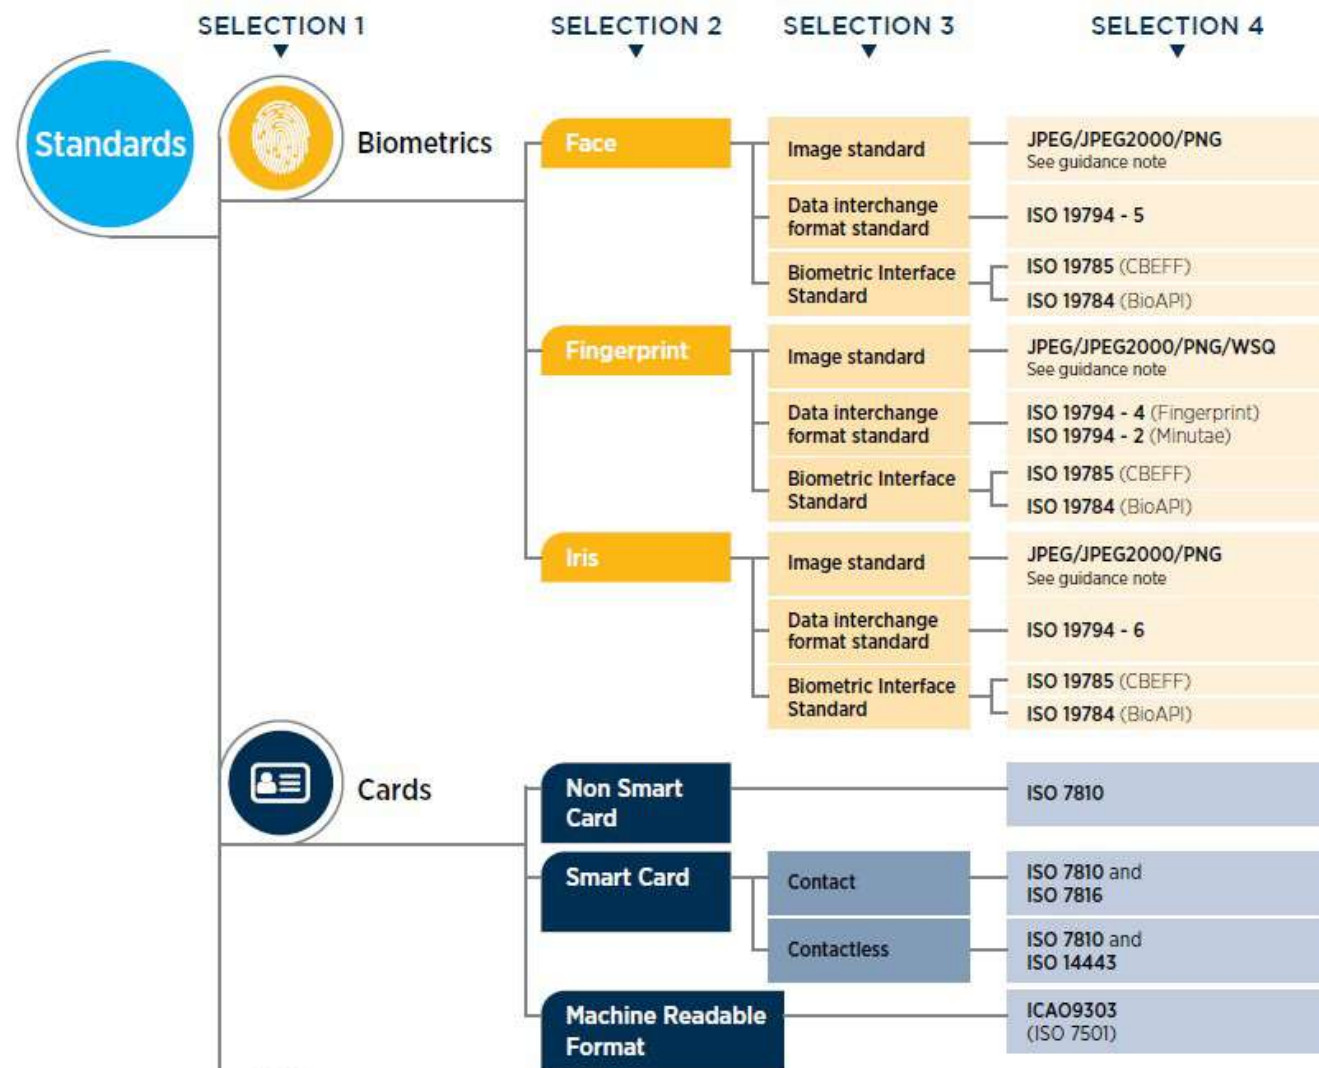 SELECTION 1
SELECTION 2
SELECTION 3
SELECTION 4
Standards
Biometrics
Face
Image standard
JPEG/JPEG2000/PNG
See guidance note
Data interchange
format standard
ISO 19794 - 5
Biometric Interface
Standard
ISO 19785 (CBEFF)
ISO 19784 (BioAPI)
Fingerprint
Image standard
JPEG/JPEG2000/PNG/WSQ
See guidance note
Data interchange
format standard
ISO 19794 - 4 (Fingerprint)
ISO 19794 - 2 (Minutae)
Biometric Interface
Standard
ISO 19785 (CBEFF)
ISO 19784 (BioAPI)
Iris
Image standard
JPEG/JPEG2000/PNG
See guidance note
Data interchange
format standard
ISO 19794 - 6
Biometric Interface
Standard
ISO 19785 (CBEFF)
ISO 19784 (BioAPI)
Cards
Non Smart
Card
ISO 7810
Smart Card
Contact
ISO 7810 and
ISO 7816
Contactless
ISO 7810 and
ISO 14443
Machine Readable
Format
ICAO9303
(ISO 7501)